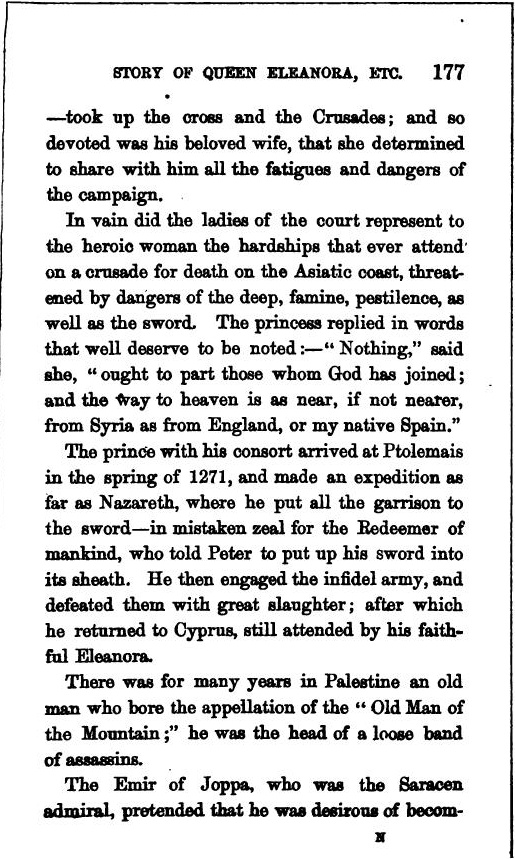 STORY OF QUEEN ELEANORA, ETC. 177
—took up the cross and the Crusades; and so
devoted was his beloved wife, that she determined
to share with him all the fatigues and dangers of
the campaign.
In vain did the ladies of the court represent to
the heroic woman the hardships that ever attend
on a crusade for death on the Asiatic coast, threat-
ened by dangers of the deep, famine, pestilence, as
well as the sword. The princess replied in words
that well deserve to be noted:—“Nothing,” said
she, “ought to part those whom God has joined;
and the way to heaven is as near, if not nearer,
from Syria as from England, or my native Spain.”
The prince with his consort arrived at Ptolemais
in the spring of 1271, and made an expedition as
far as Nazareth, where he put all the garrison to
the sword—in mistaken zeal for the Redeemer of
mankind, who told Peter to put up his sword into
its sheath. He then engaged the infidel army, and
defeated them with great slaughter; after which
he returned to Cyprus, still attended by his faith-
ful Eleanora.
There was for many years in Palestine an old
man who bore the appellation of the “Old Man of
the Mountain;” he was the head of a loose band
of assassins.
The Emir of Joppa, who was the Saracen
admiral, pretended that he was desirous of becom-
N